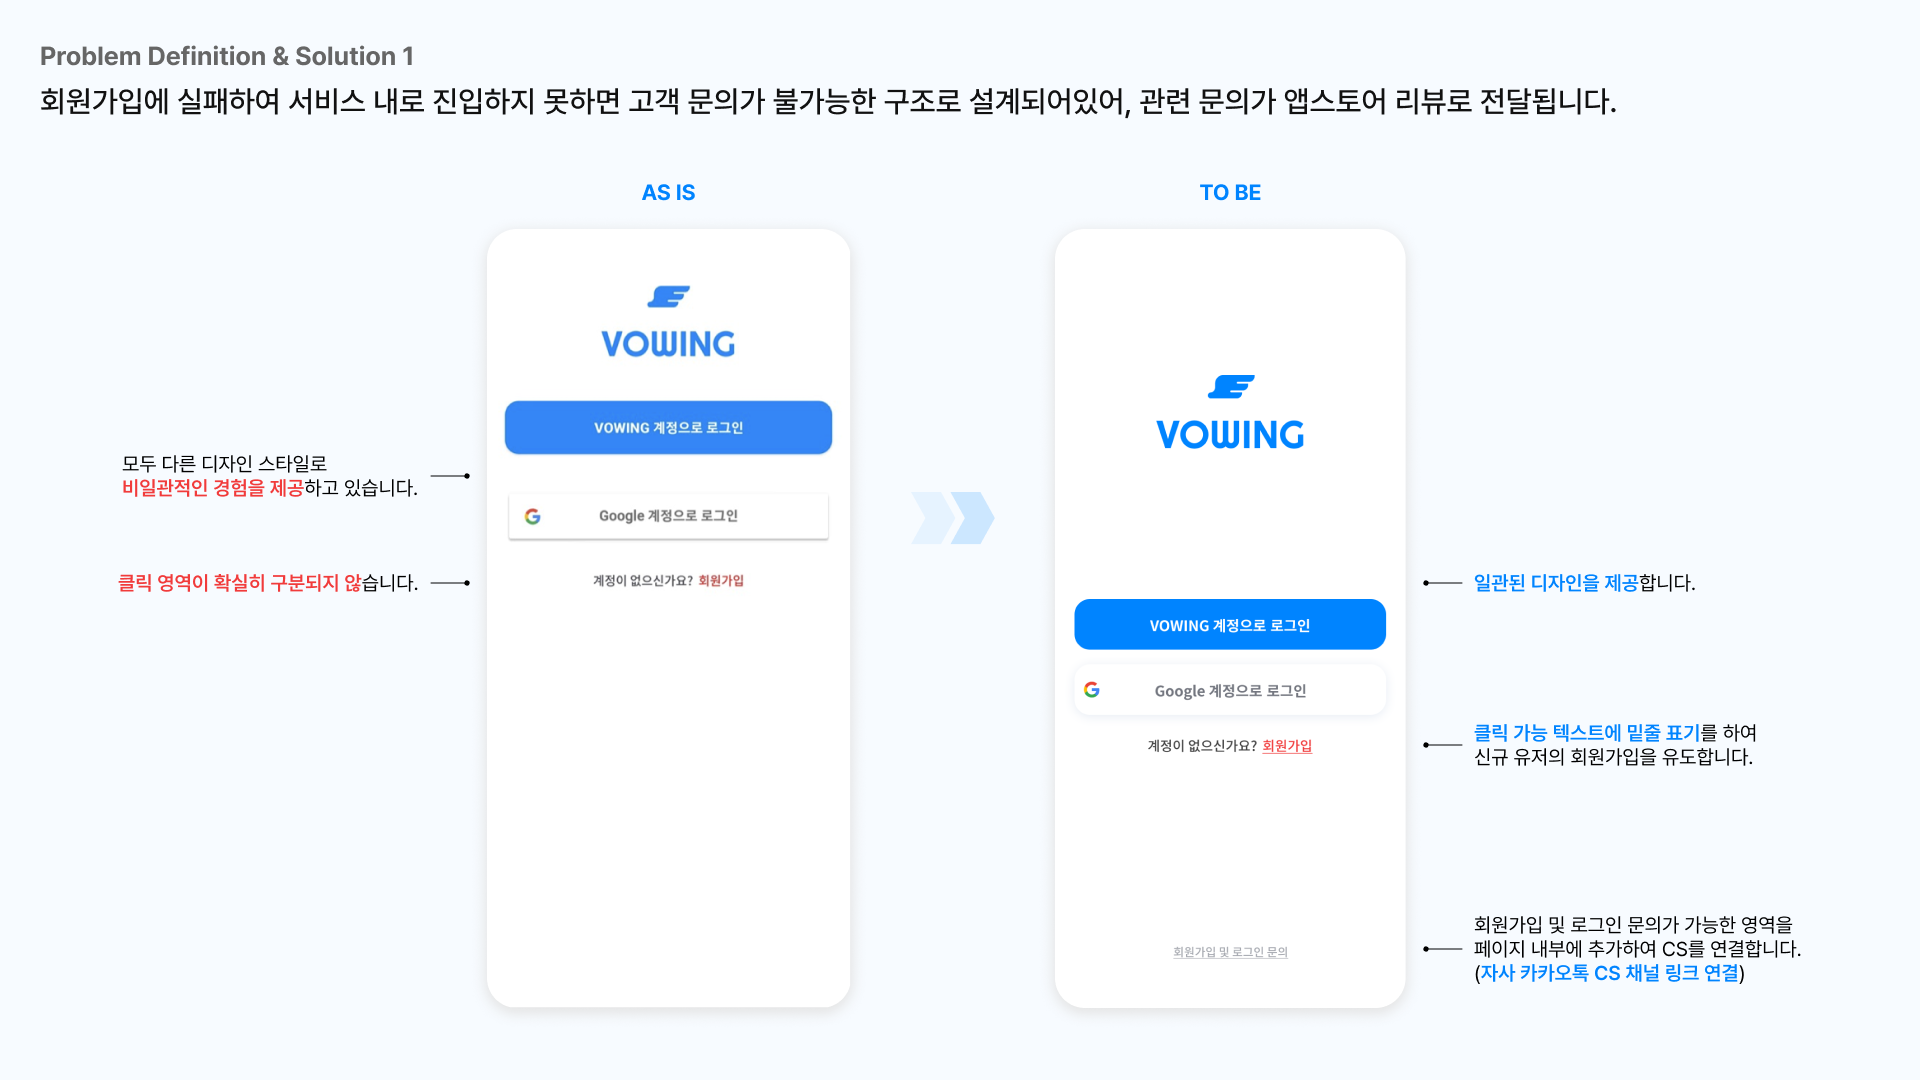 Problem Definition & Solution 1
회원가입에 실패하여 서비스 내로 진입하지 못하면 고객 문의가 불가능한 구조로 설계되어있어, 관련 문의가 앱스토어 리뷰로 전달됩니다.
AS IS
VOWING
VOWING 계정으로 로그인
Google 계정으로 로그인
계정이 없으신가요? 회원가입
모두 다른 디자인 스타일로
비일관적인 경험을 제공하고 있습니다.
클릭 영역이 확실히 구분되지 않습니다.
TO BE
VOWING
VOWING 계정으로 로그인
Google 계정으로 로그인
계정이 없으신가요? 회원가입
회원가입 및 로그인 문의
일관된 디자인을 제공합니다.
클릭 가능 텍스트에 밑줄 표기를 하여
신규 유저의 회원가입을 유도합니다.
회원가입 및 로그인 문의가 가능한 영역을
페이지 내부에 추가하여 CS를 연결합니다.
(자사 카카오톡 CS 채널 링크 연결)